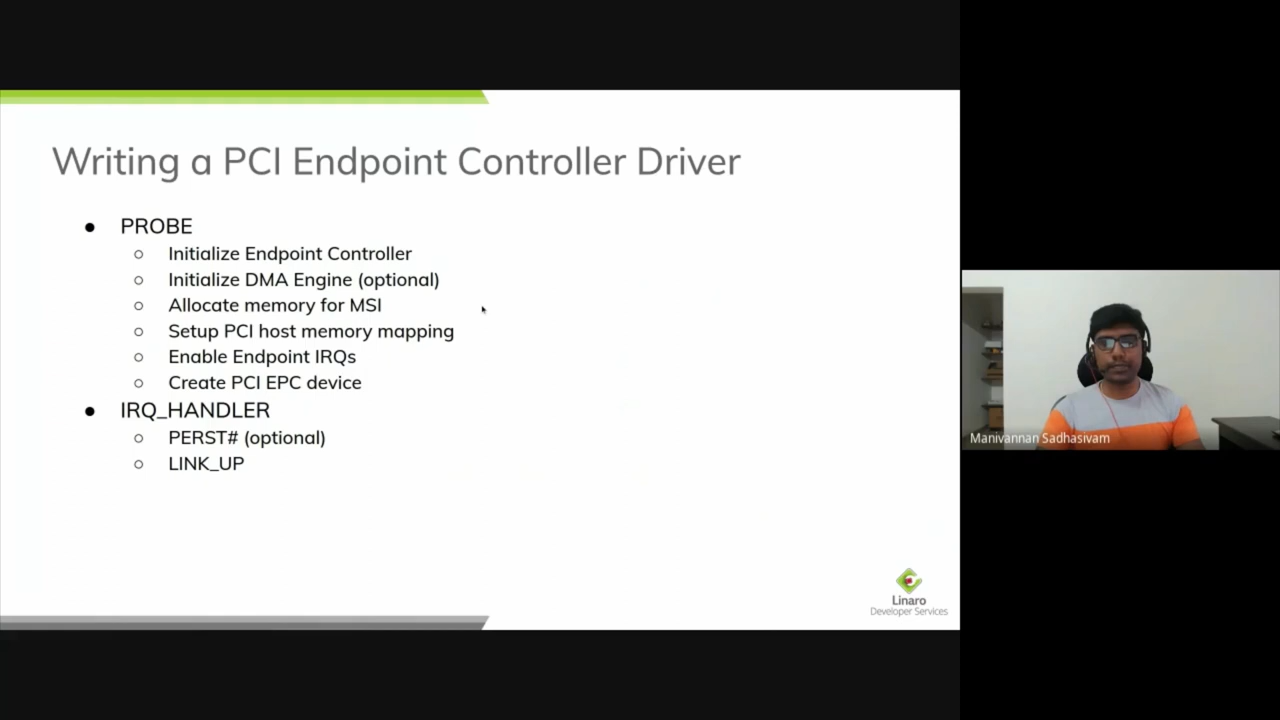 Writing a PCI Endpoint Controller Driver
● PROBE
○ Initialize Endpoint Controller
○ Initialize DMA Engine (optional)
○ Allocate memory for MSI
○ Setup PCI host memory mapping
○ Enable Endpoint IRQs
○ Create PCI EPC device
● IRQ_HANDLER
○ PERST# (optional)
○ LINK_UP
Linaro
Developer Services
Manivannan Sadhasivam